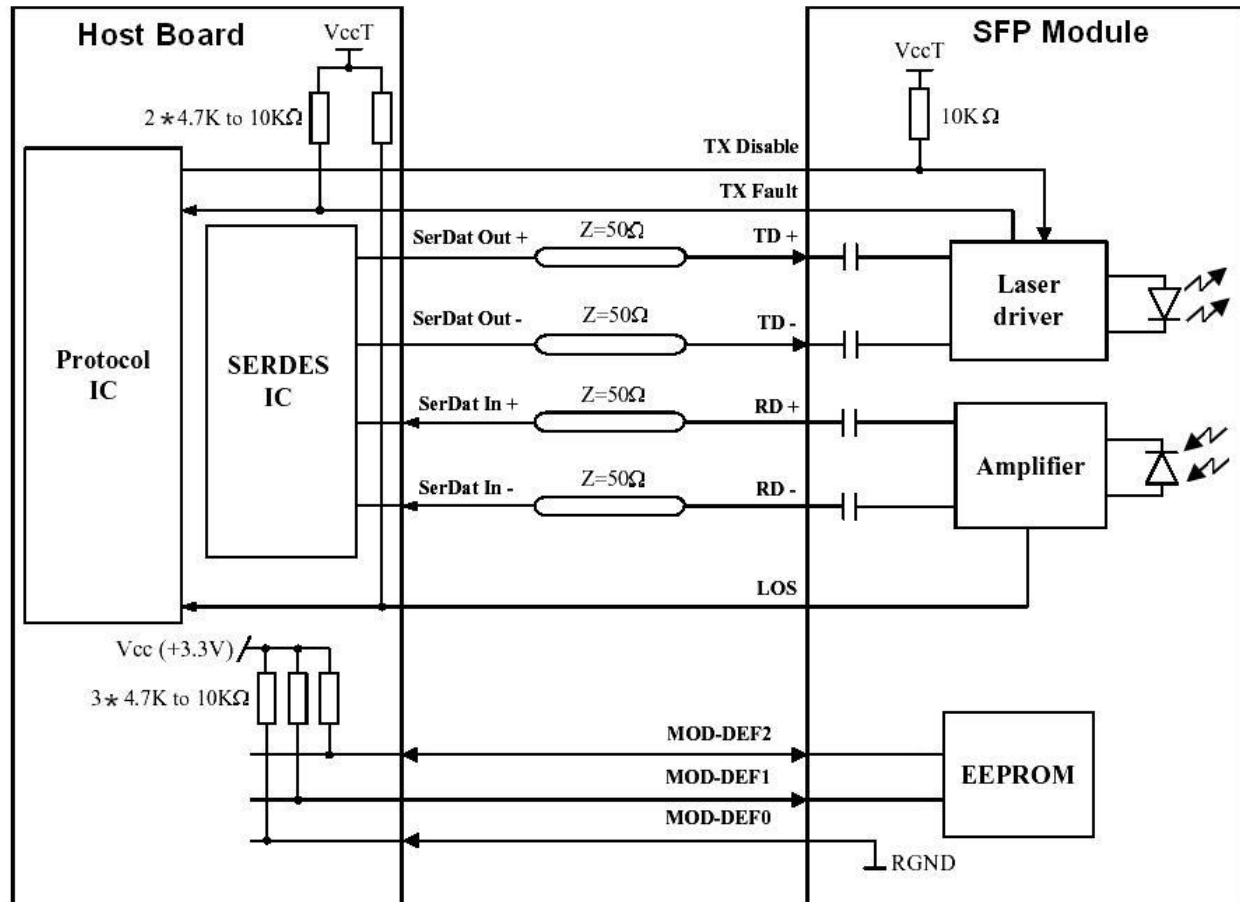 Host Board
SFP Module
VccT
VccT
2*4.7K to 10KΩ
10KΩ
TX Disable
TX Fault
SerDat Out +
Z=50Ω
TD +
SerDat Out -
Z=50Ω
TD -
Laser
driver
Protocol
IC
SERDES
IC
SerDat In +
Z=50Ω
RD +
SerDat In -
Z=50Ω
RD -
Amplifier
LOS
Vcc (+3.3V)
3* 4.7K to 10KΩ
MOD-DEF2
MOD-DEF1
MOD-DEF0
EEPROM
RGND